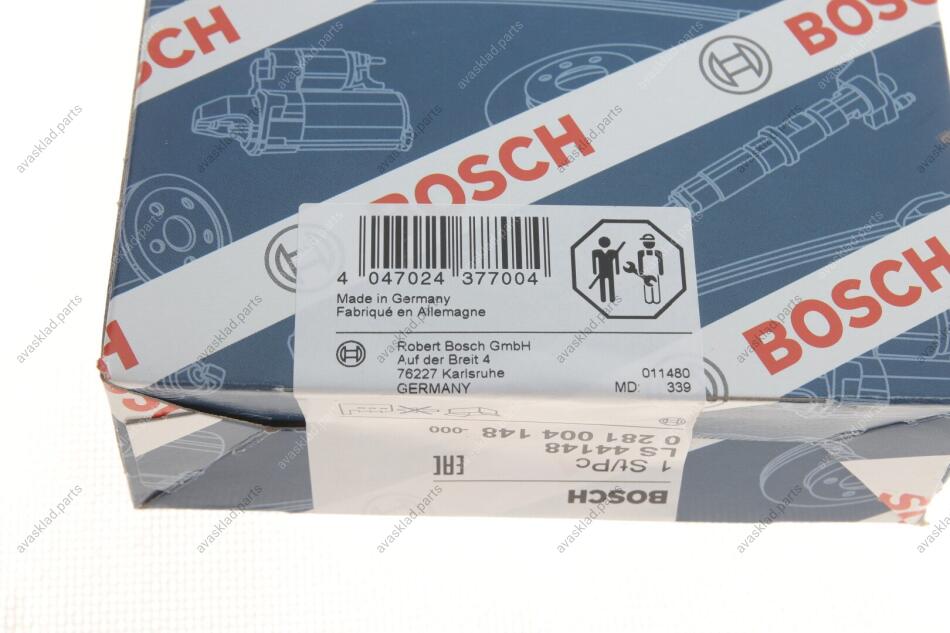 BOSCH
BOSCH
BOSCH
BOSCH
4 047024 377004
Made in Germany
Fabriqué en Allemagne
Robert Bosch GmbH
Auf der Breit 4
76227 Karlsruhe
GERMANY
011480
MD: 339
0 281 004 148 -000
LS 44148
1 St/Pc
EAC
BOSCH
avasklad.parts